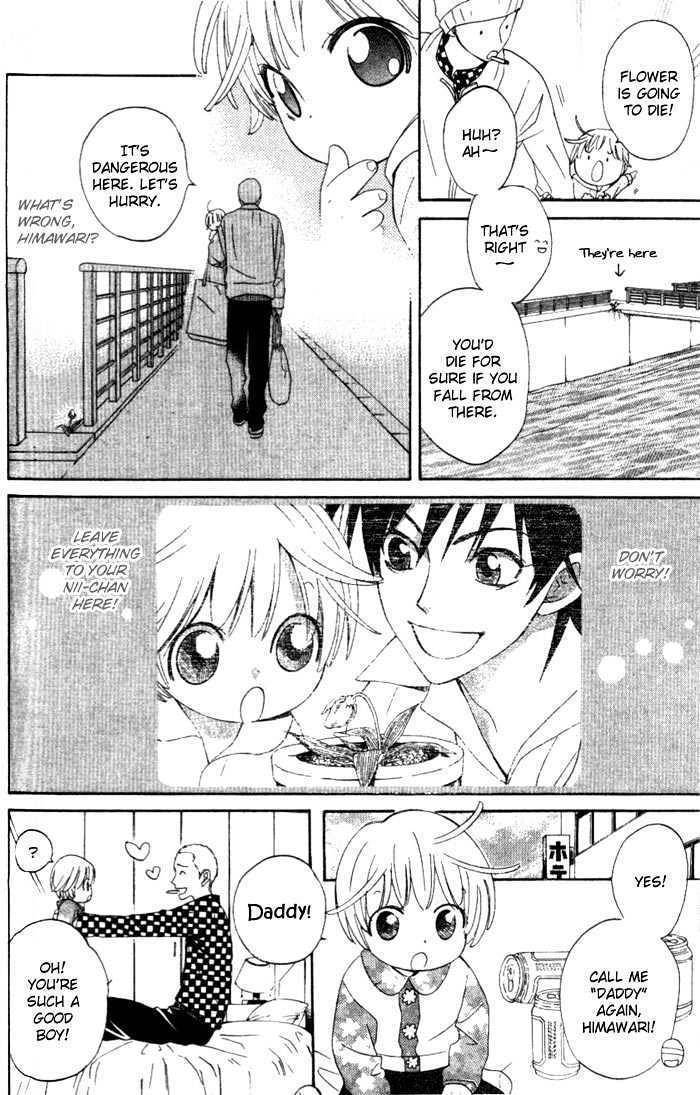 FLOWER
IS GOING
TO DIE!
HUH?
AH~
THAT'S
RIGHT
~
They're here
↓
YOU'D
DIE FOR
SURE IF YOU
FALL FROM
THERE.
IT'S
DANGEROUS
HERE. LET'S
HURRY.
WHAT'S
WRONG,
HIMAWARI?
DON'T
WORRY!
LEAVE
EVERYTHING
TO YOUR
NII-CHAN
HERE!
ホテ
YES!
CALL ME
"DADDY"
AGAIN,
HIMAWARI!
Daddy!
?
OH!
YOU'RE
SUCH A
GOOD
BOY!